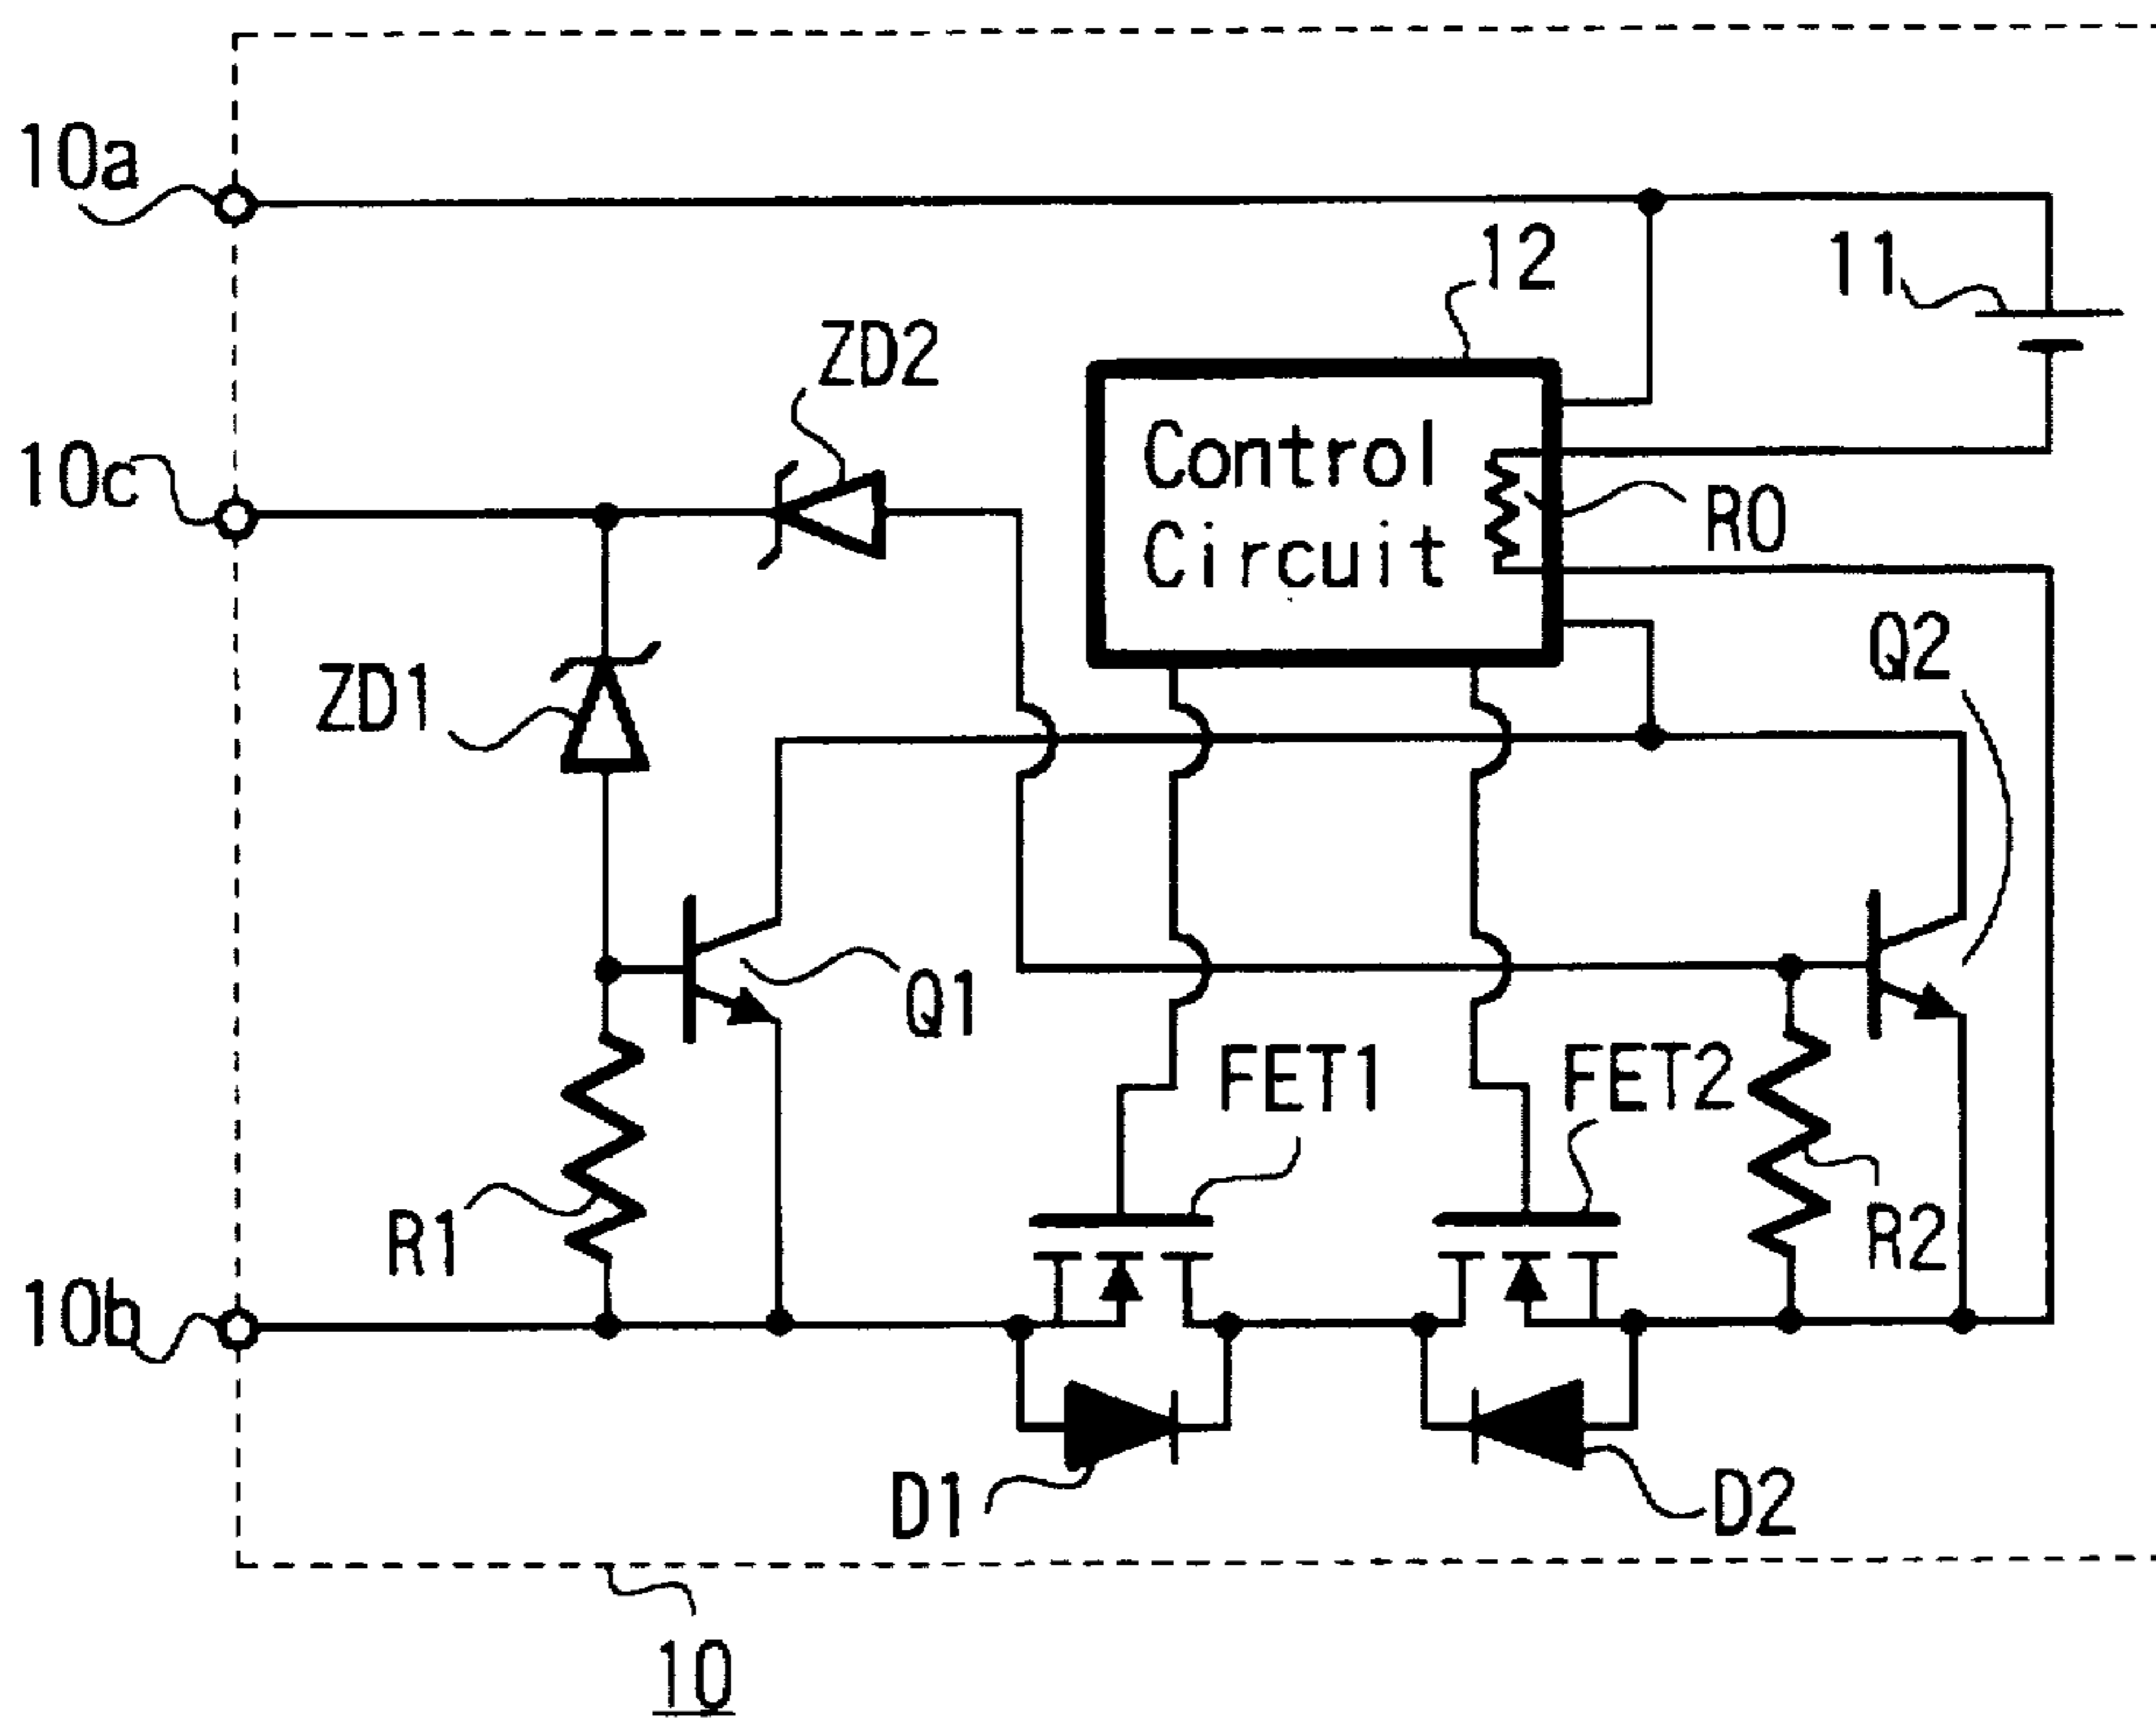 10a
12
11
ZD2
10c
Control
Circuit
R0
ZD1
Q2
Q1
FET1
FET2
R1
R2
10b
D1
D2
10